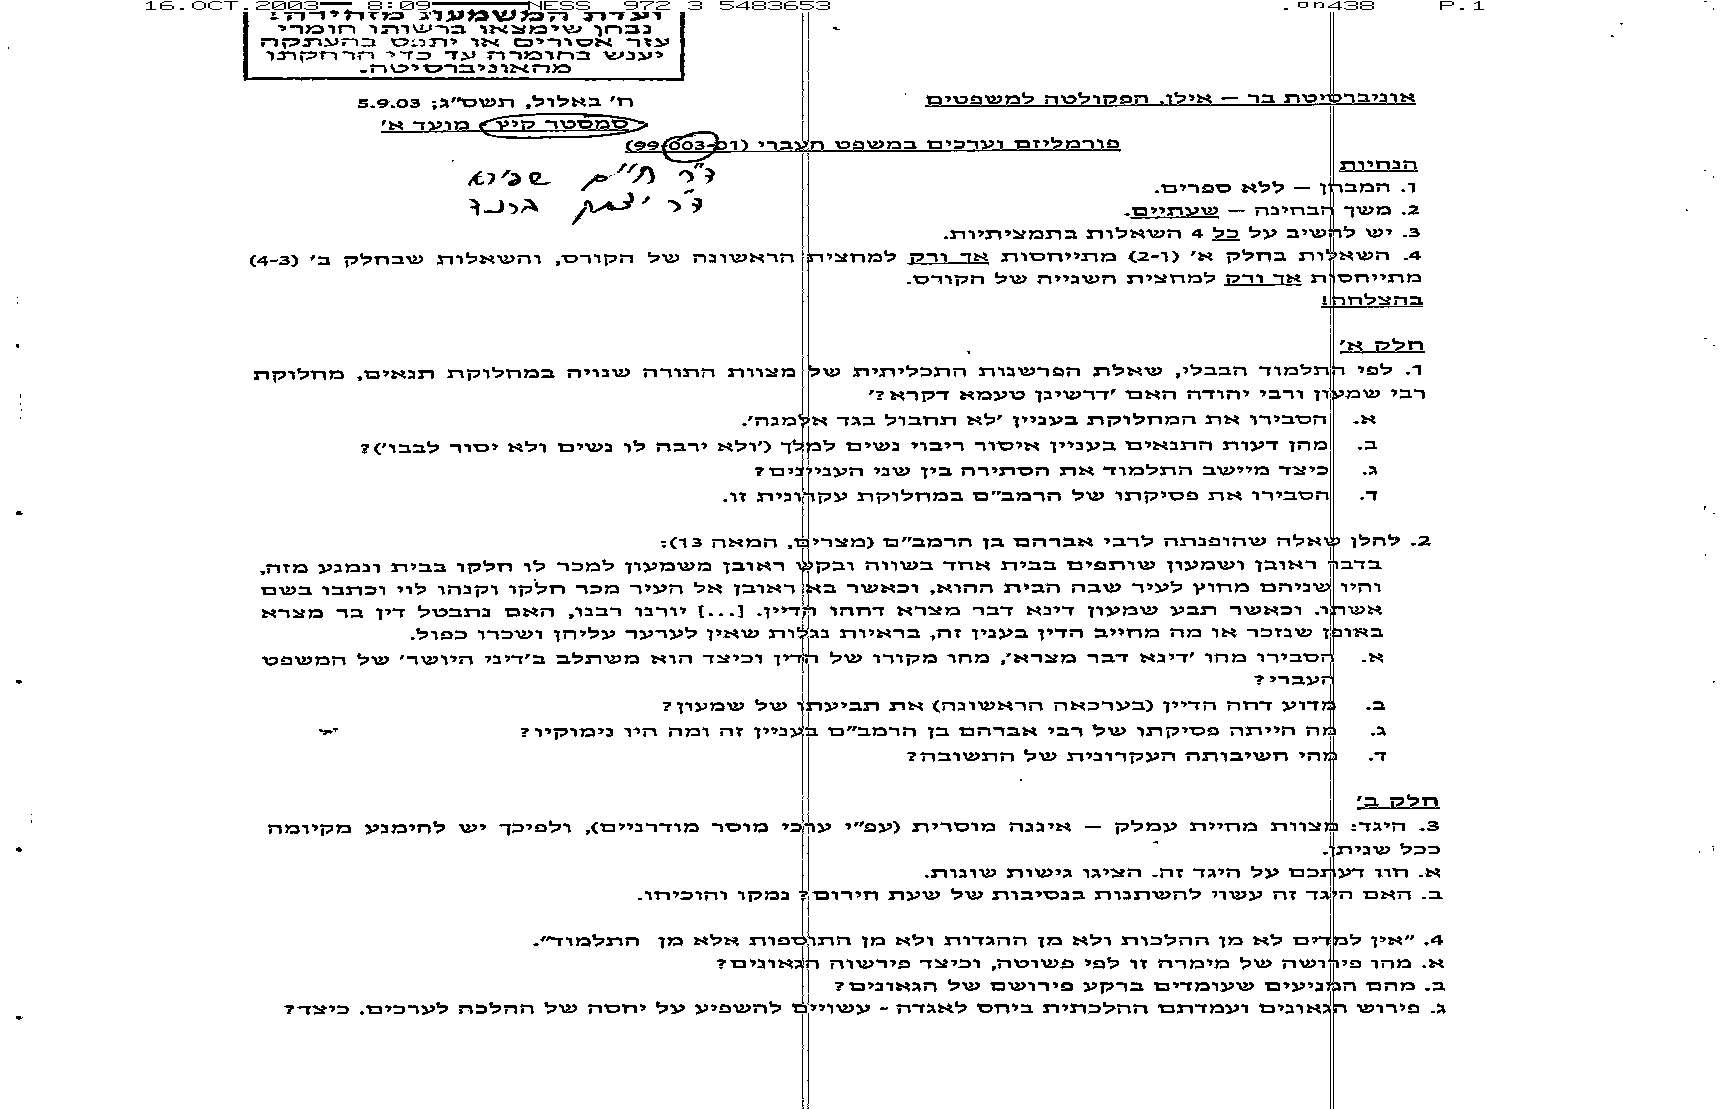 16.OCT.2003 8:09 NESS 972 3 5483653 438 P.1
ועדת המשמעת מזהירה:
נבחן שימצאו ברשותו חומרי
עזר אסורים או יתפס בהעתקה
יענש בחומרה עד כדי הרחקתו
מהאוניברסיטה.
אוניברסיטת בר – אילן, הפקולטה למשפטים
ח' באלול, תשס"ג; 5.9.03
סמסטר קיץ - מועד א'
פורמליזם וערכים במשפט העברי (99-003-01)
ד"ר חיים שפירא
ד"ר יצחק ברנד
הנחיות
1. המבחן – ללא ספרים.
2. משך הבחינה – שעתיים.
3. יש להשיב על כל 4 השאלות בתמציתיות.
4. השאלות בחלק א' (1-2) מתייחסות אך ורק למחצית הראשונה של הקורס, והשאלות שבחלק ב' (4-3)
מתייחסות אך ורק למחצית השנייה של הקורס.
בהצלחה!
חלק א'
1. לפי התלמוד הבבלי, שאלת הפרשנות התכליתית של מצוות התורה שנויה במחלוקת תנאים, מחלוקת
רבי שמעון ורבי יהודה האם 'דרשינן טעמא דקרא?'
א. הסבירו את המחלוקת בעניין 'לא תחבול בגד אלמנה'.
ב. מהן דעות התנאים בעניין איסור ריבוי נשים למלך ('ולא ירבה לו נשים ולא יסור לבבו')?
ג. כיצד מיישב התלמוד את הסתירה בין שני העניינים?
ד. הסבירו את פסיקתו של הרמב"ם במחלוקת עקרונית זו.
2. להלן שאלה שהופנתה לרבי אברהם בן הרמב"ם (מצרים, המאה 13):
בדבר ראובן ושמעון שותפים בבית אחד בשווה ובקש ראובן משמעון למכר לו חלקו בבית ונמנע מזה,
והיו שניהם מחוץ לעיר שבה הבית ההוא, וכאשר בא ראובן אל העיר מכר חלקו וקנהו לוי וכתבו בשם
אשתו. וכאשר תבע שמעון דינא דבר מצרא דחהו הדיין. [...] יורנו רבנו, האם נתבטל דין בר מצרא
באופן שנזכר או מה מחייב הדין בענין זה, בראיות נגלות שאין לערער עליהן ושכרו כפול.
א. הסבירו מהו 'דינא דבר מצרא', מהו מקורו של הדין וכיצד הוא משתלב ב'דיני היושר' של המשפט
העברי?
ב. מדוע דחה הדיין (בערכאה הראשונה) את תביעתו של שמעון?
ג. מה הייתה פסיקתו של רבי אברהם בן הרמב"ם בעניין זה ומה היו נימוקיו?
ד. מהי חשיבותה העקרונית של התשובה?
חלק ב'
3. היגד: מצוות מחיית עמלק – איננה מוסרית (עפ"י ערכי מוסר מודרניים), ולפיכך יש להימנע מקיומה
ככל שניתן.
א. חוו דעתכם על היגד זה. הציגו גישות שונות.
ב. האם היגד זה עשוי להשתנות בנסיבות של שעת חירום? נמקו והוכיחו.
4. "אין למדים לא מן ההלכות ולא מן ההגדות ולא מן התוספות אלא מן התלמוד".
א. מהו פירושה של מימרה זו לפי פשוטה, וכיצד פירשוה הגאונים?
ב. מהם המניעים שעומדים ברקע פירושם של הגאונים?
ג. פירוש הגאונים ועמדתם ההלכתית ביחס לאגדה - עשויים להשפיע על יחסה של ההלכה לערכים. כיצד?